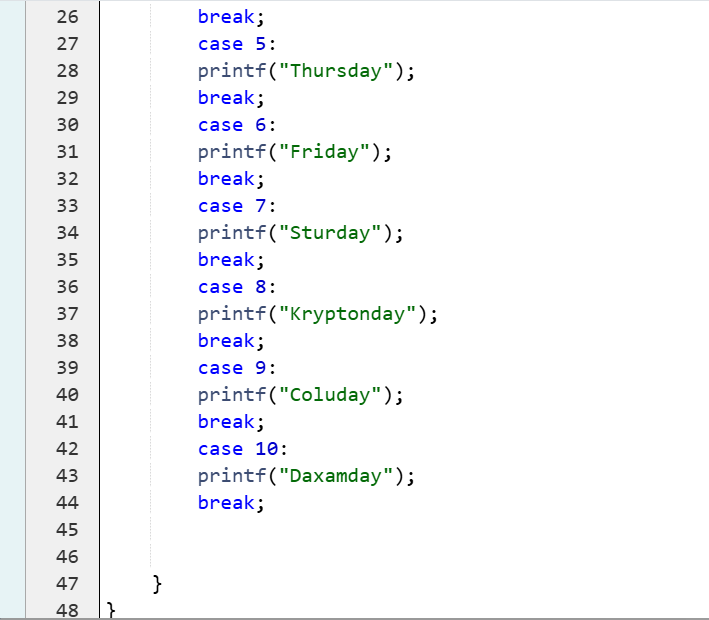 26 break;
27 case 5:
28 printf("Thursday");
29 break;
30 case 6:
31 printf("Friday");
32 break;
33 case 7:
34 printf("Sturday");
35 break;
36 case 8:
37 printf("Kryptonday");
38 break;
39 case 9:
40 printf("Coluday");
41 break;
42 case 10:
43 printf("Daxamday");
44 break;
45
46
47 }
48 }